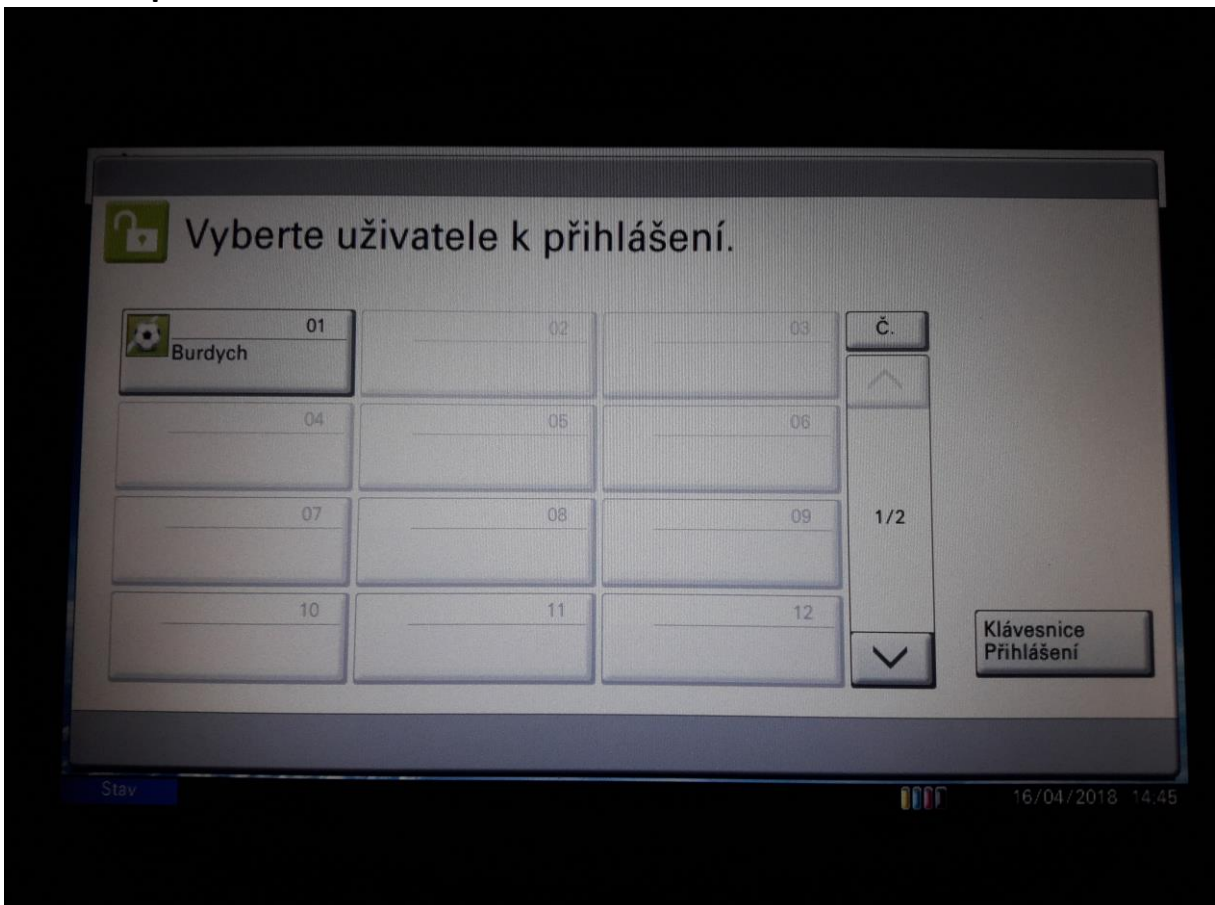 Vyberte uživatele k přihlášení.
01
Burdych
02
03
Č.
04
05
06
07
08
09
1/2
10
11
12
Klávesnice
Přihlášení
Stav
16/04/2018 14:45